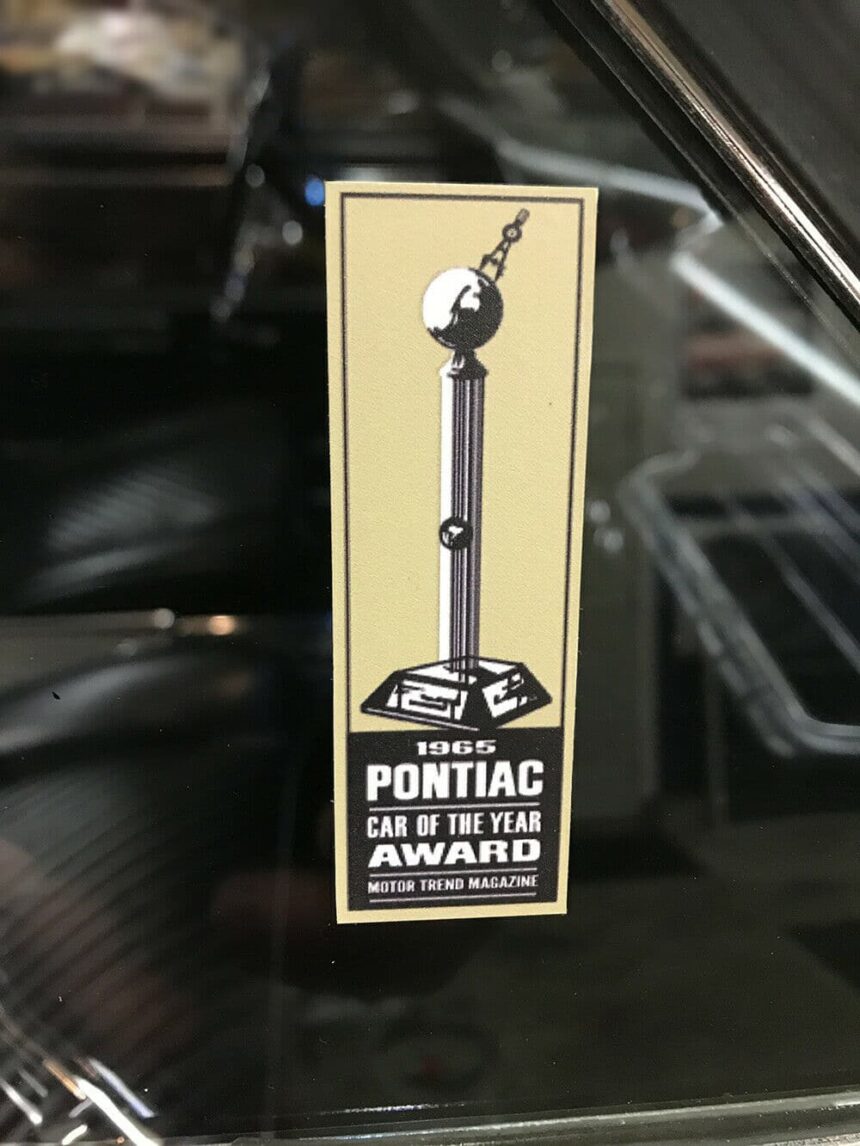 1965
PONTIAC
CAR OF THE YEAR
AWARD
MOTOR TREND MAGAZINE